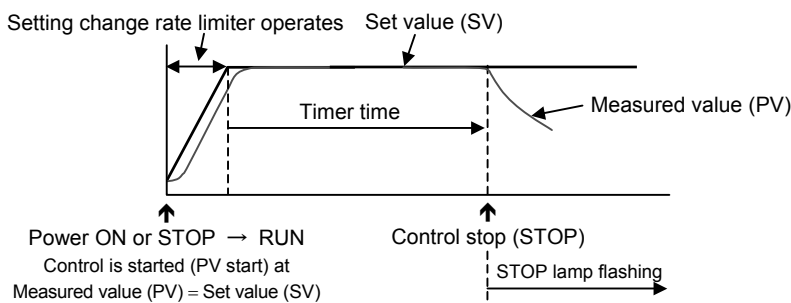 Setting change rate limiter operates
Set value (SV)
Timer time
Measured value (PV)
Power ON or STOP → RUN
Control is started (PV start) at
Measured value (PV) = Set value (SV)
Control stop (STOP)
STOP lamp flashing